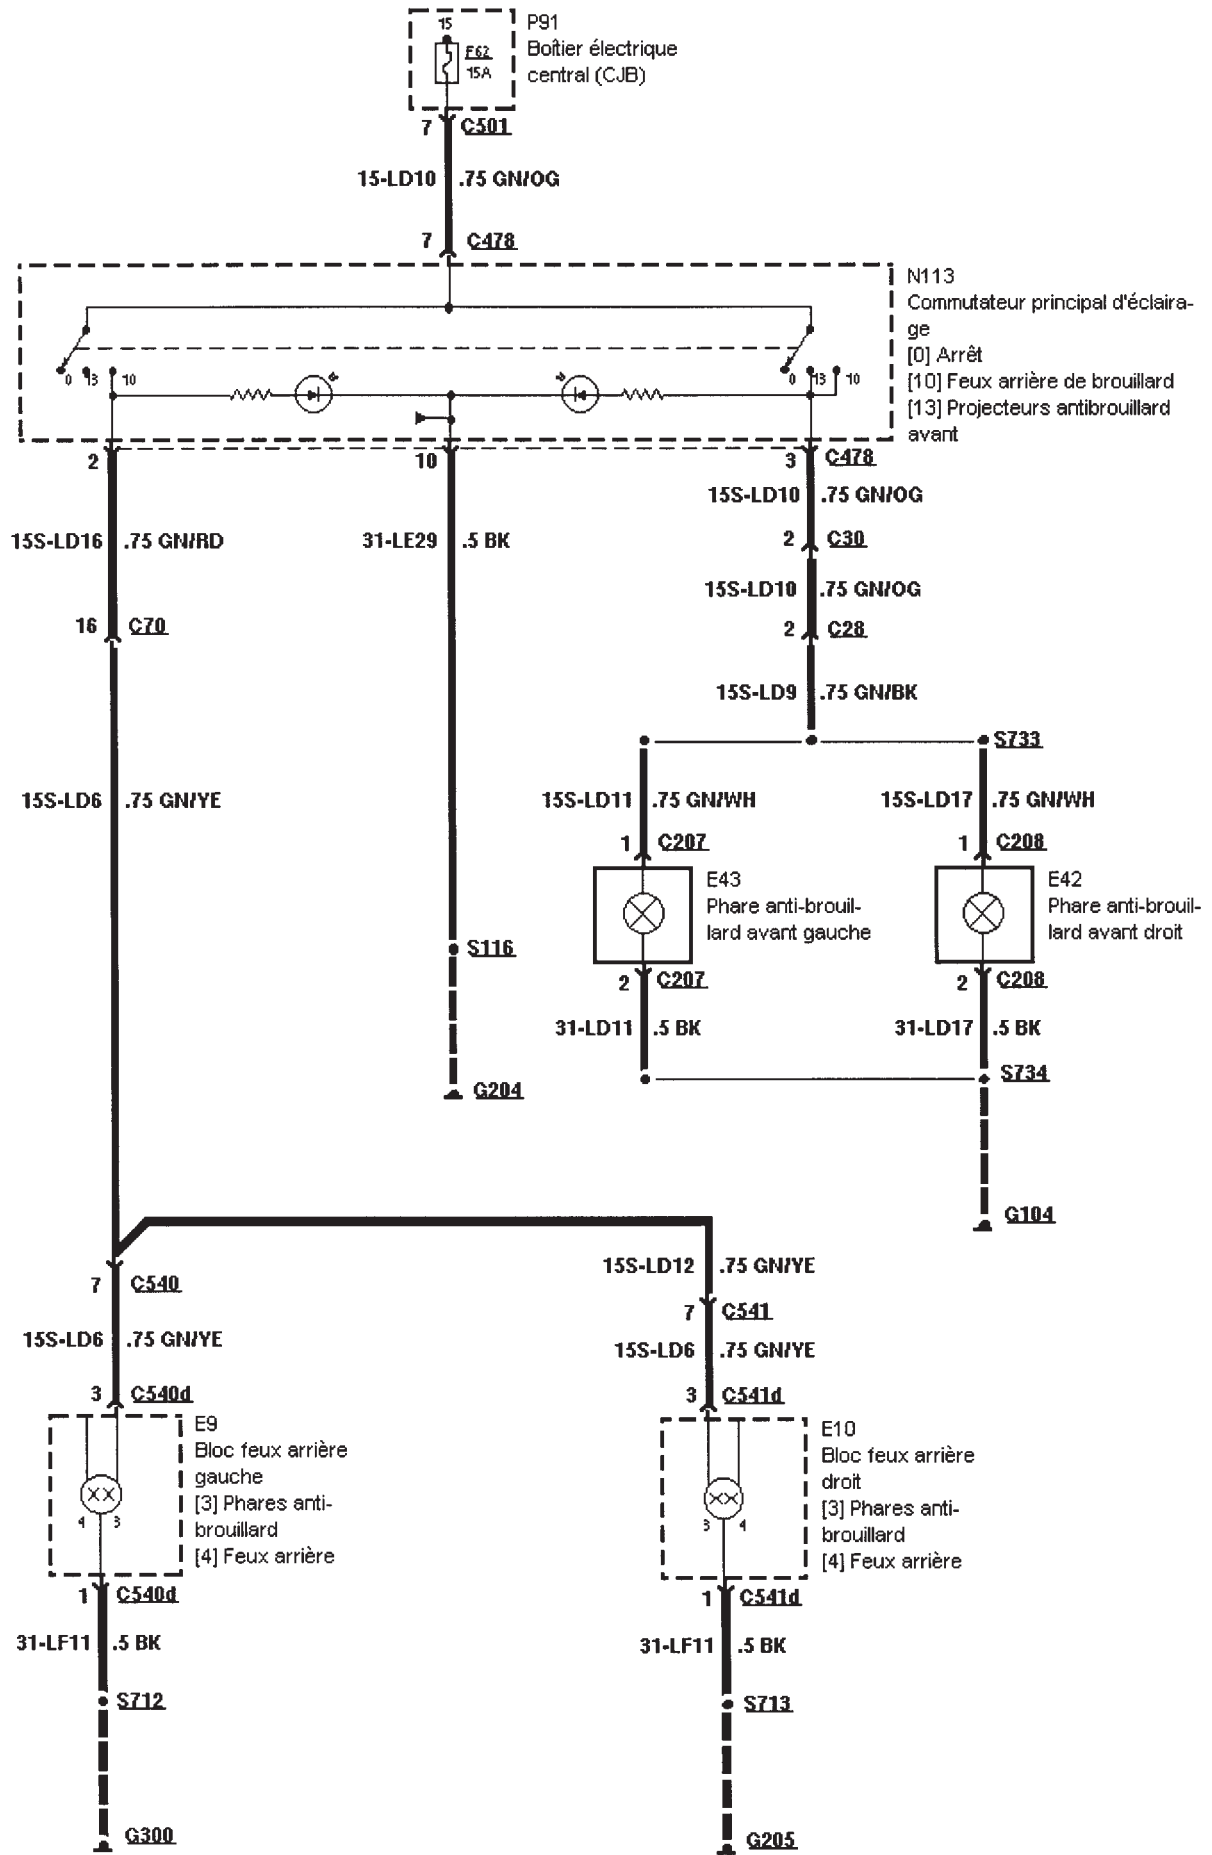 15
F62
15A
P91
Boîtier électrique
central (CJB)
7 C501
15-LD10 .75 GN/OG
7 C478
N113
Commutateur principal d'éclaira-
ge
[0] Arrêt
[10] Feux arrière de brouillard
[13] Projecteurs antibrouillard
avant
0 13 10
0 13 10
2 10 3 C478
15S-LD10 .75 GN/OG
15S-LD16 .75 GN/RD
31-LE29 .5 BK
2 C30
15S-LD10 .75 GN/OG
16 C70
2 C28
15S-LD9 .75 GN/BK
S733
15S-LD6 .75 GN/YE
15S-LD11 .75 GN/WH
15S-LD17 .75 GN/WH
1 C207
1 C208
E43
Phare anti-brouil-
lard avant gauche
E42
Phare anti-brouil-
lard avant droit
S116
2 C207
2 C208
31-LD11 .5 BK
31-LD17 .5 BK
S734
G204
G104
7 C540
15S-LD12 .75 GN/YE
7 C541
15S-LD6 .75 GN/YE
15S-LD6 .75 GN/YE
3 C540d
3 C541d
E9
Bloc feux arrière
gauche
[3] Phares anti-
brouillard
[4] Feux arrière
4 3
E10
Bloc feux arrière
droit
[3] Phares anti-
brouillard
[4] Feux arrière
3 4
1 C540d
1 C541d
31-LF11 .5 BK
31-LF11 .5 BK
S712
S713
G300
G205